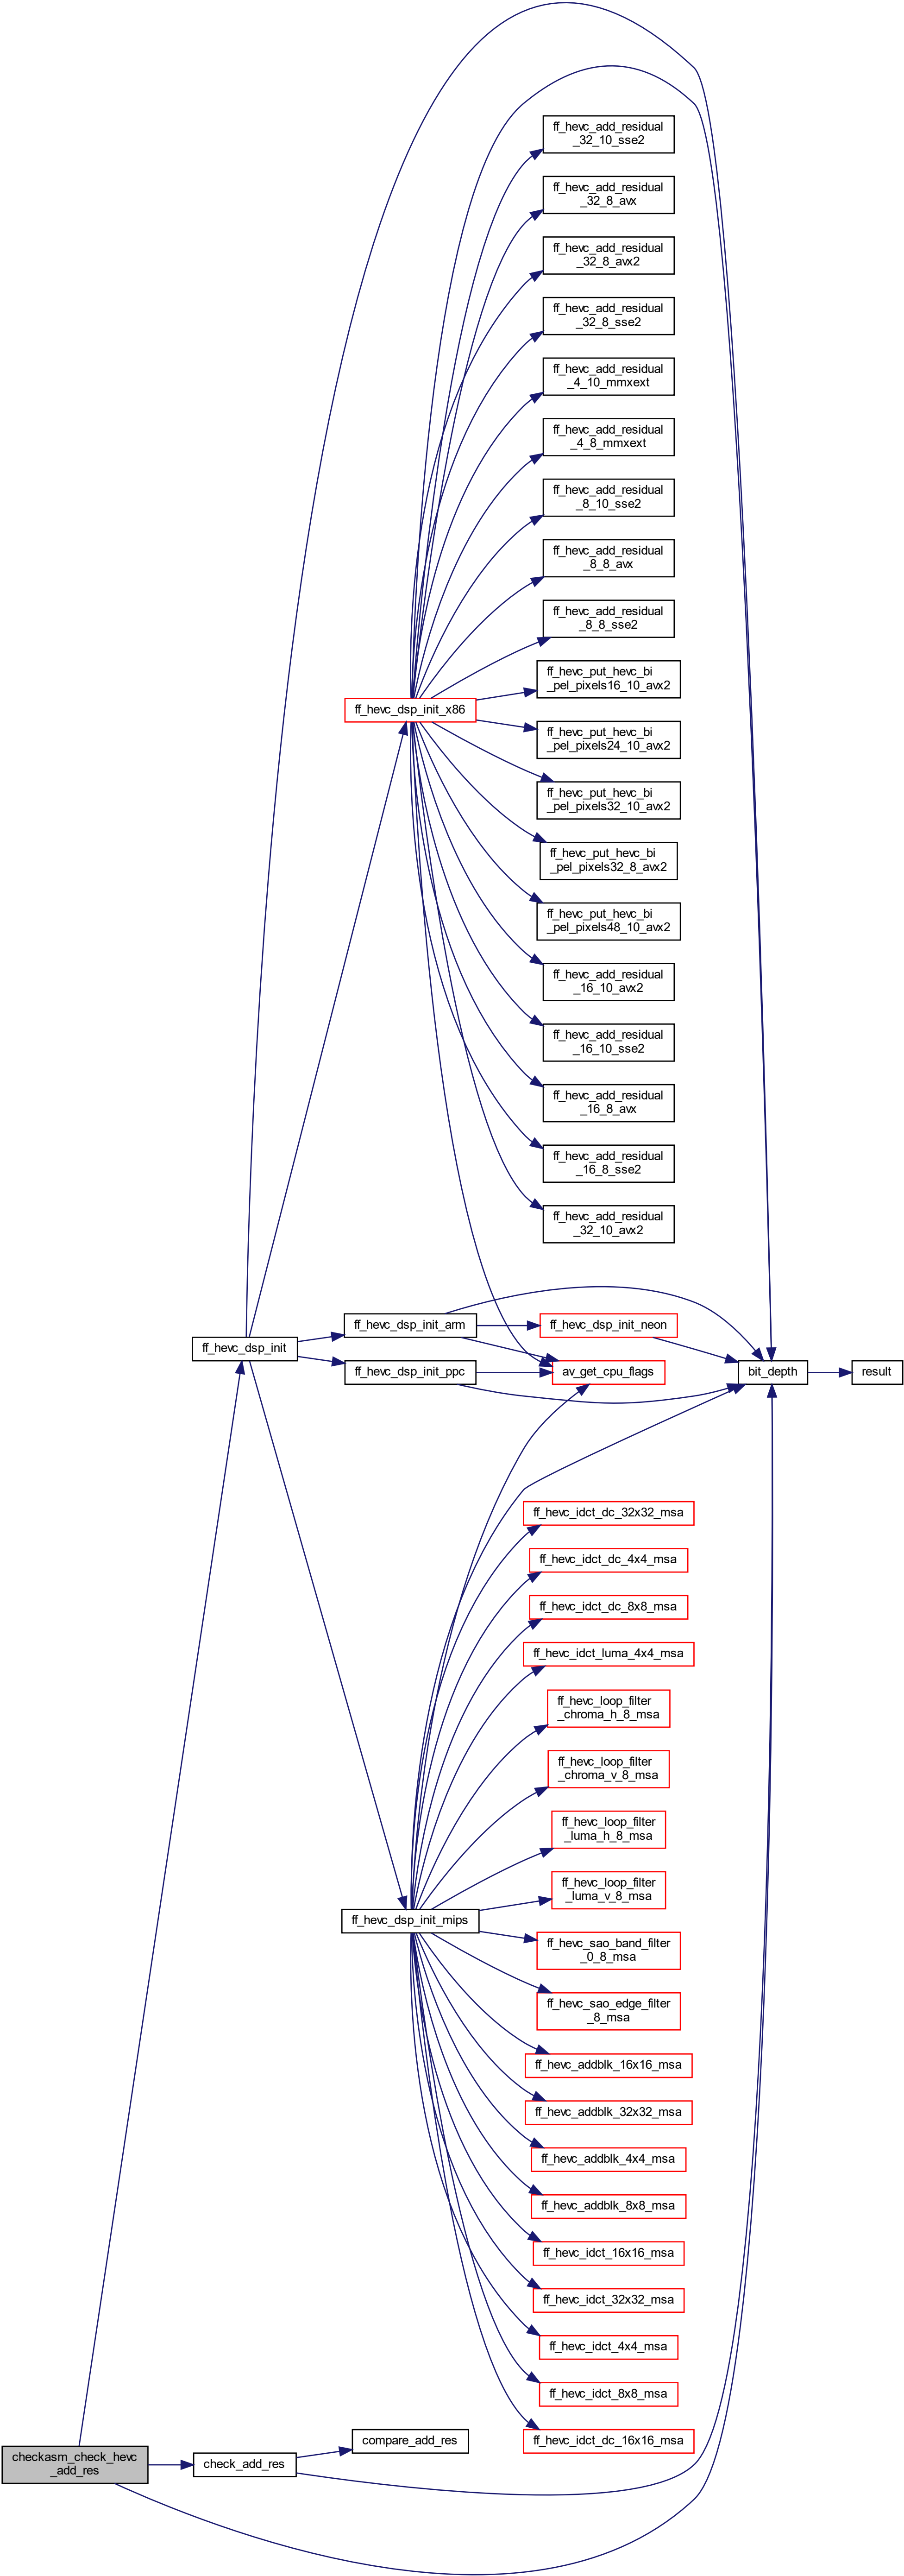 ff_hevc_add_residual
_32_10_sse2
ff_hevc_add_residual
_32_8_avx
ff_hevc_add_residual
_32_8_avx2
ff_hevc_add_residual
_32_8_sse2
ff_hevc_add_residual
_4_10_mmxext
ff_hevc_add_residual
_4_8_mmxext
ff_hevc_add_residual
_8_10_sse2
ff_hevc_add_residual
_8_8_avx
ff_hevc_add_residual
_8_8_sse2
ff_hevc_put_hevc_bi
_pel_pixels16_10_avx2
ff_hevc_dsp_init_x86
ff_hevc_put_hevc_bi
_pel_pixels24_10_avx2
ff_hevc_put_hevc_bi
_pel_pixels32_10_avx2
ff_hevc_put_hevc_bi
_pel_pixels32_8_avx2
ff_hevc_put_hevc_bi
_pel_pixels48_10_avx2
ff_hevc_add_residual
_16_10_avx2
ff_hevc_add_residual
_16_10_sse2
ff_hevc_add_residual
_16_8_avx
ff_hevc_add_residual
_16_8_sse2
ff_hevc_add_residual
_32_10_avx2
ff_hevc_dsp_init_arm
ff_hevc_dsp_init_neon
ff_hevc_dsp_init
ff_hevc_dsp_init_ppc
av_get_cpu_flags
bit_depth
result
ff_hevc_idct_dc_32x32_msa
ff_hevc_idct_dc_4x4_msa
ff_hevc_idct_dc_8x8_msa
ff_hevc_idct_luma_4x4_msa
ff_hevc_loop_filter
_chroma_h_8_msa
ff_hevc_loop_filter
_chroma_v_8_msa
ff_hevc_loop_filter
_luma_h_8_msa
ff_hevc_loop_filter
_luma_v_8_msa
ff_hevc_dsp_init_mips
ff_hevc_sao_band_filter
_0_8_msa
ff_hevc_sao_edge_filter
_8_msa
ff_hevc_addblk_16x16_msa
ff_hevc_addblk_32x32_msa
ff_hevc_addblk_4x4_msa
ff_hevc_addblk_8x8_msa
ff_hevc_idct_16x16_msa
ff_hevc_idct_32x32_msa
ff_hevc_idct_4x4_msa
ff_hevc_idct_8x8_msa
ff_hevc_idct_dc_16x16_msa
compare_add_res
checkasm_check_hevc
_add_res
check_add_res